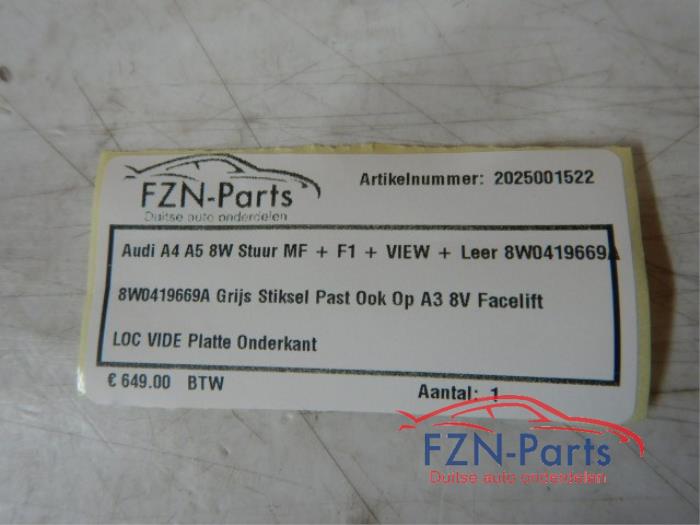 FZN-Parts
Duitse auto onderdelen
Artikelnummer: 2025001522
Audi A4 A5 8W Stuur MF + F1 + VIEW + Leer 8W0419669A
8W0419669A Grijs Stiksel Past Ook Op A3 8V Facelift
LOC VIDE Platte Onderkant
€ 649.00 BTW
Aantal: 1
FZN-Parts
Duitse auto onderdelen